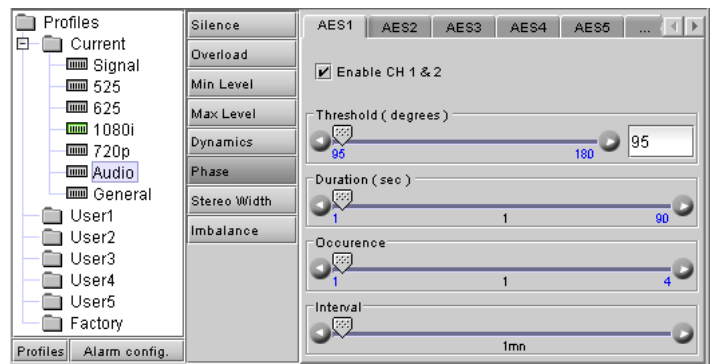 Profiles
Current
Signal
525
625
1080i
720p
Audio
General
User1
User2
User3
User4
User5
Factory
Profiles
Alarm config.
Silence
Overload
Min Level
Max Level
Dynamics
Phase
Stereo Width
Imbalance
AES1 AES2 AES3 AES4 AES5 ...
Enable CH 1 & 2
Threshold ( degrees )
95 180 95
Duration ( sec )
1 1 90
Occurence
1 1 4
Interval
1mn